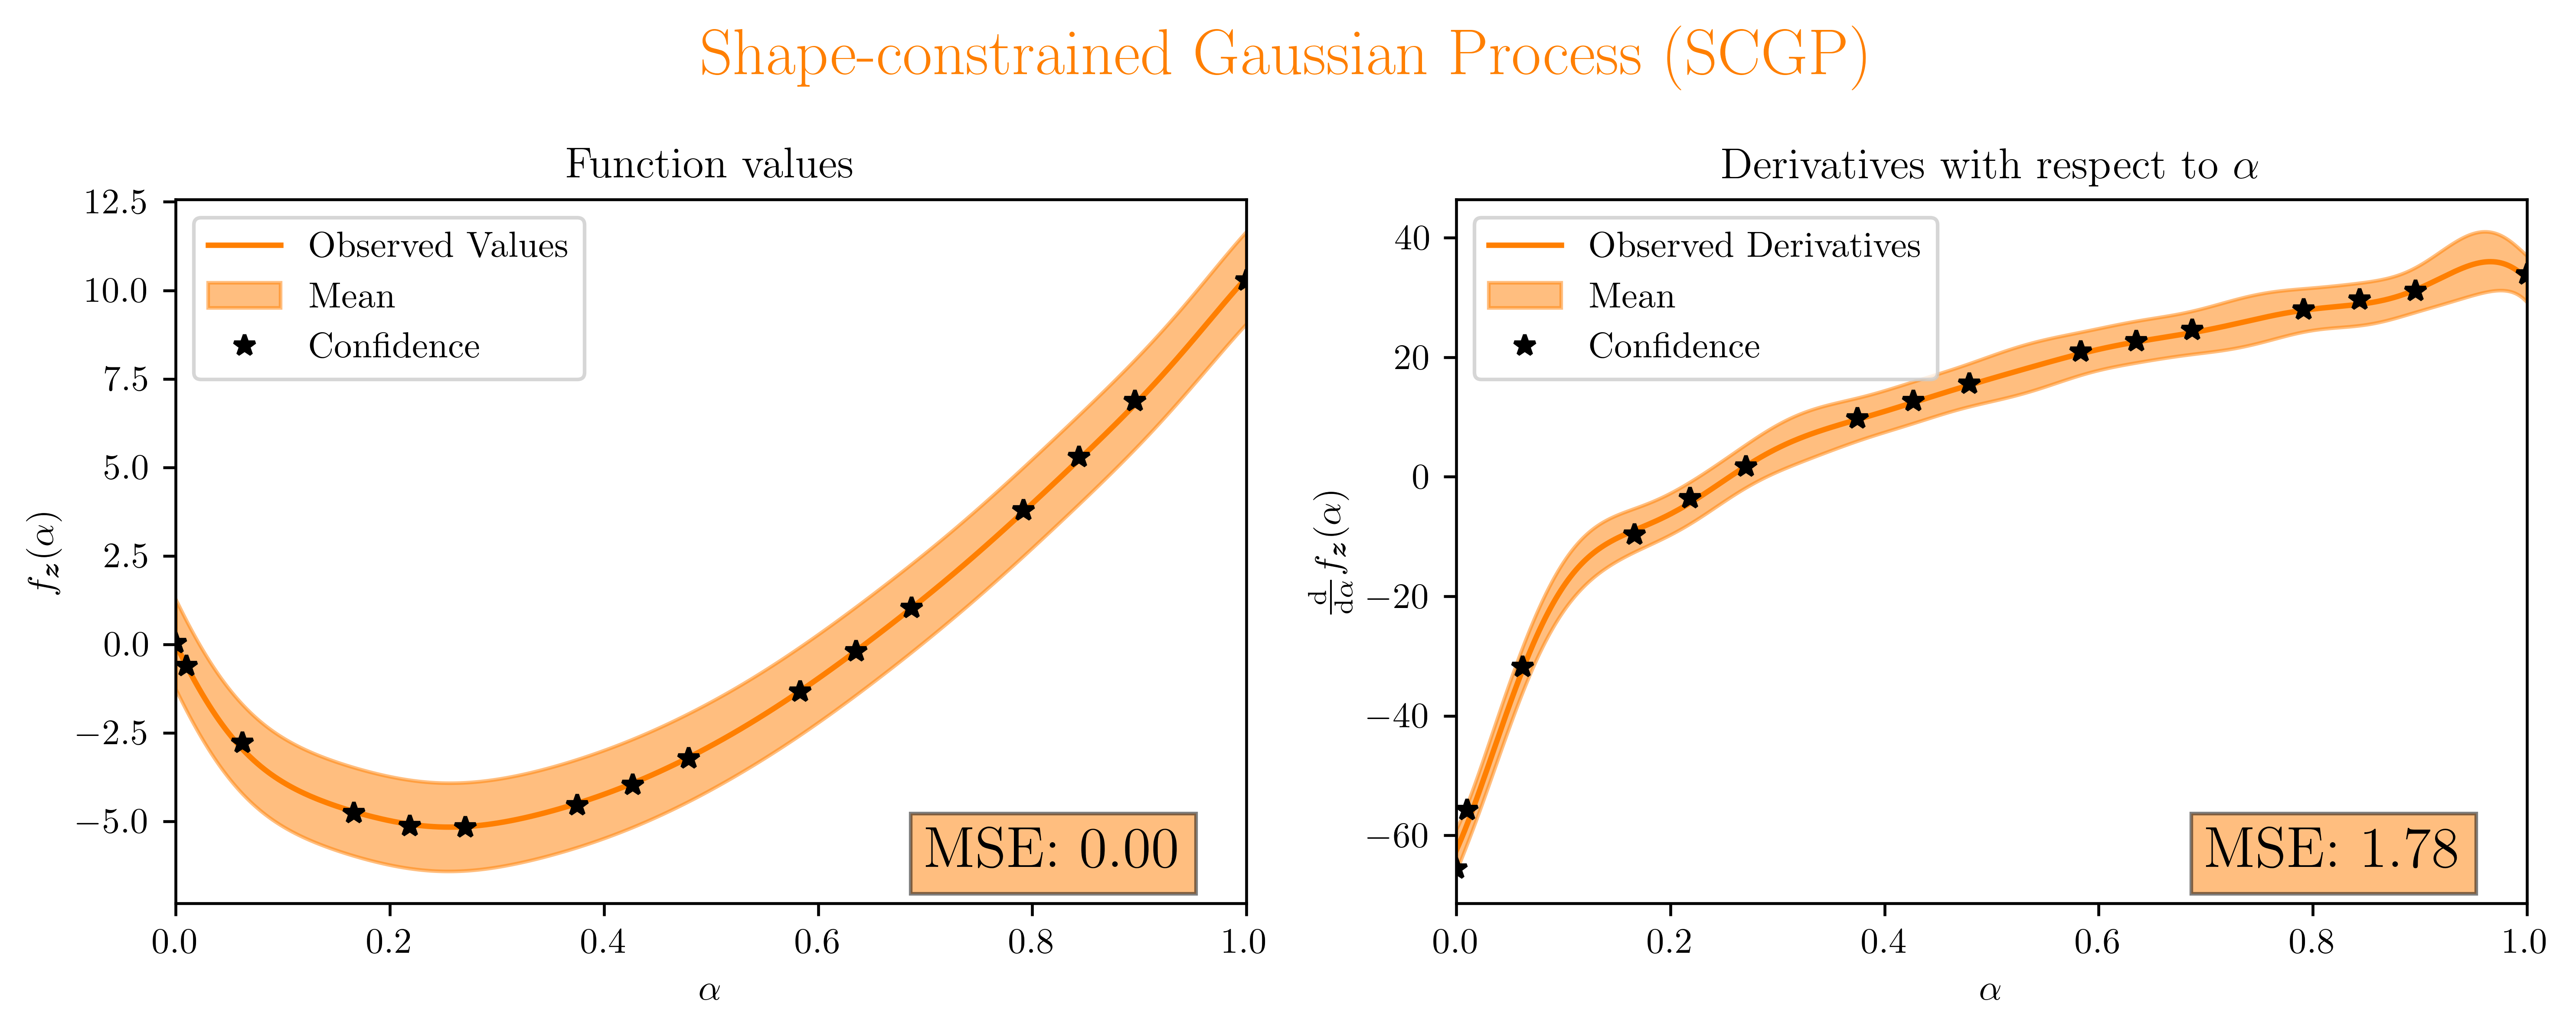 Shape-constrained Gaussian Process (SCGP)
Function values
12.5
10.0
7.5
5.0
2.5
0.0
−2.5
−5.0
f_z(α)
Observed Values
Mean
Confidence
MSE: 0.00
0.0 0.2 0.4 0.6 0.8 1.0
α
Derivatives with respect to α
40
20
0
−20
−40
−60
d/dα f_z(α)
Observed Derivatives
Mean
Confidence
MSE: 1.78
0.0 0.2 0.4 0.6 0.8 1.0
α